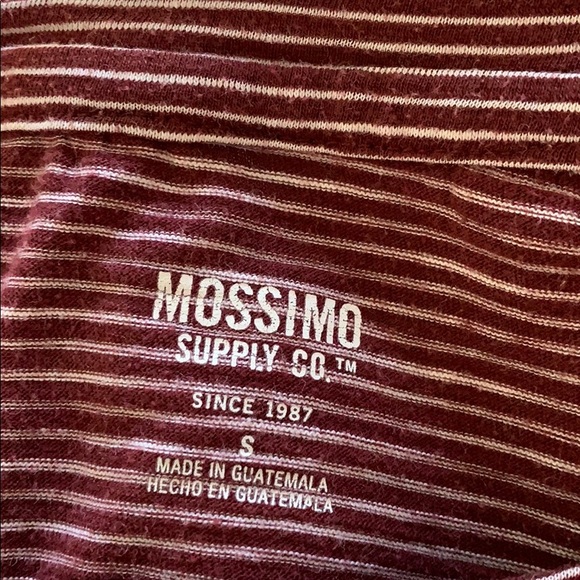 MOSSIMO
SUPPLY CO.™
SINCE 1987
S
MADE IN GUATEMALA
HECHO EN GUATEMALA